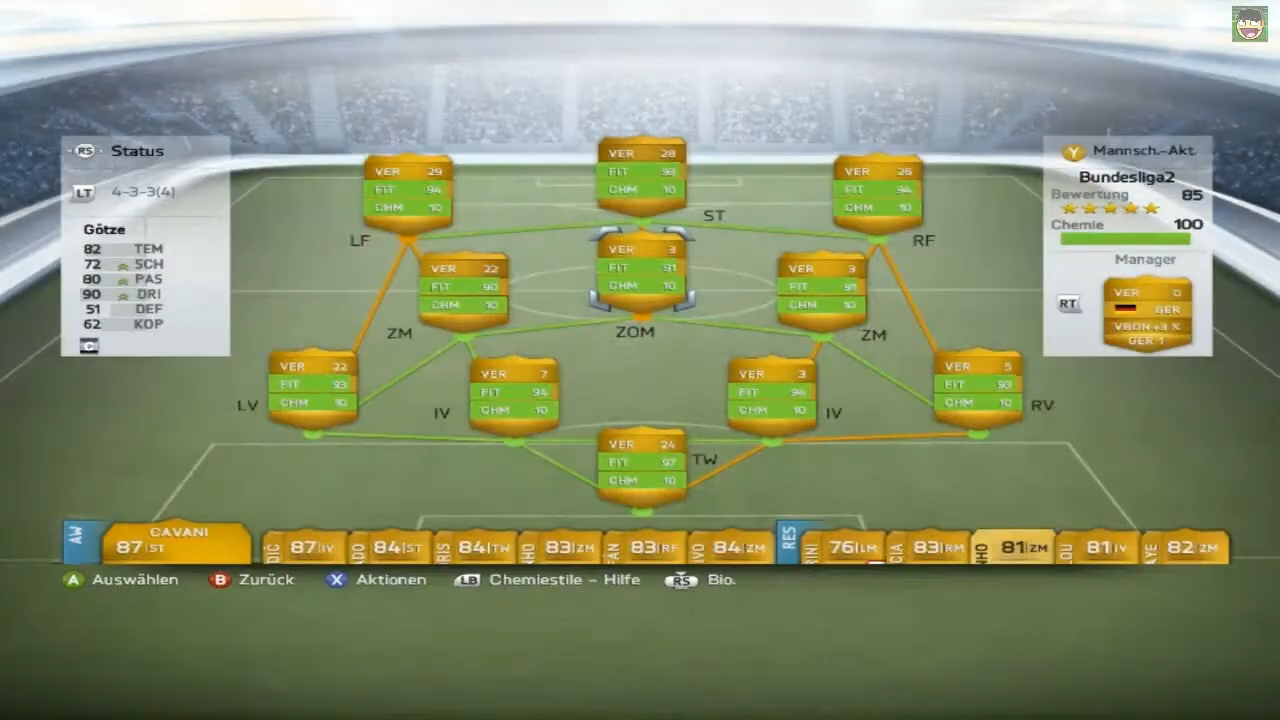 RS Status
LT 4-3-3(4)
Götze
82 TEM
72 SCH
80 PAS
90 DRI
51 DEF
62 KOP
C
Y Mannsch.-Akt.
Bundesliga2
Bewertung 85
Chemie 100
Manager
RT
VER 0
GER
VBON +3 %
GER 1
VER 29
FIT 94
CHM 10
LF
VER 28
FIT 93
CHM 10
ST
VER 26
FIT 94
CHM 10
RF
VER 22
FIT 90
CHM 10
ZM
VER 3
FIT 91
CHM 10
ZOM
VER 3
FIT 91
CHM 10
ZM
VER 22
FIT 93
CHM 10
LV
VER 7
FIT 94
CHM 10
IV
VER 3
FIT 94
CHM 10
IV
VER 5
FIT 93
CHM 10
RV
VER 24
FIT 97
CHM 10
TW
AW
CAVANI
87 ST
87 IV
84 ST
84 TW
83 ZM
83 RF
84 ZM
RES
76 LM
83 RM
81 ZM
81 IV
82 ZM
A Auswählen B Zurück X Aktionen LB Chemiestile - Hilfe RS Bio.